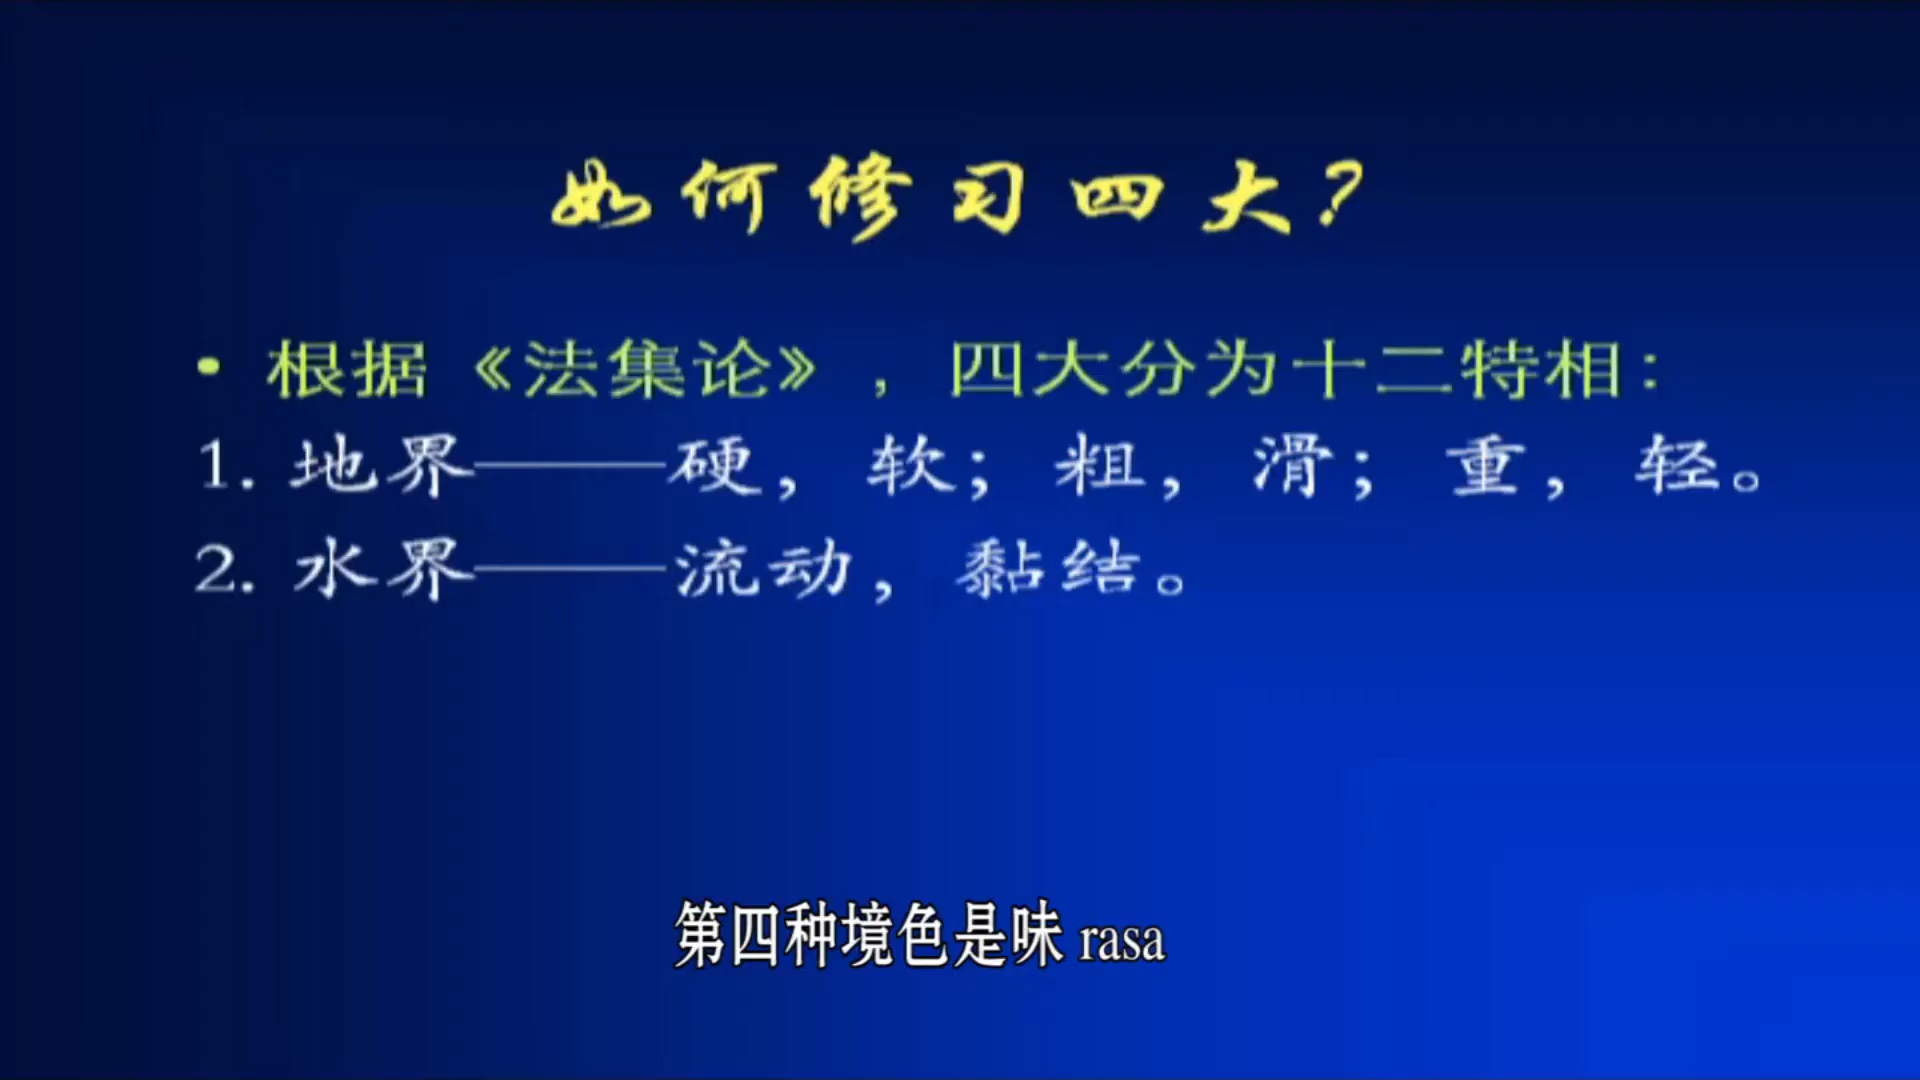 如何修习四大?
• 根据《法集论》，四大分为十二特相：
1. 地界——硬，软；粗，滑；重，轻。
2. 水界——流动，黏结。
第四种境色是味 rasa